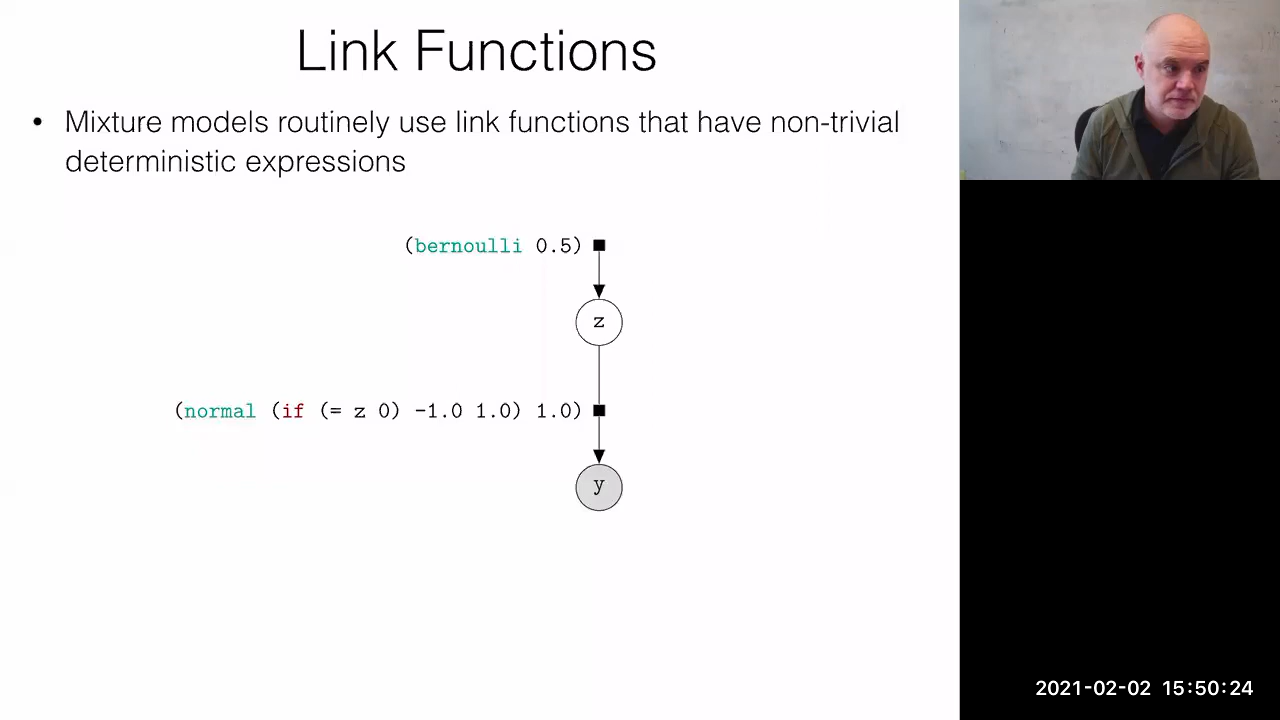 Link Functions
• Mixture models routinely use link functions that have non-trivial
deterministic expressions
(bernoulli 0.5)
z
(normal (if (= z 0) -1.0 1.0) 1.0)
y
2021-02-02 15:50:24